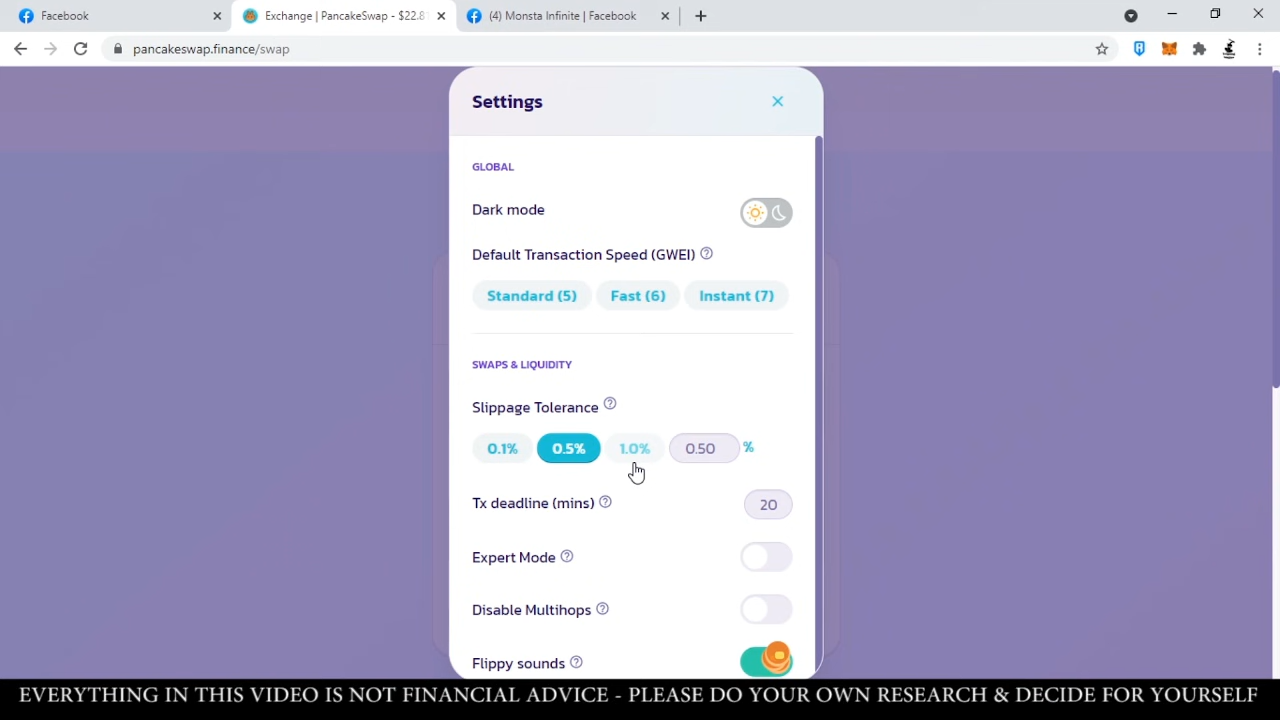 Facebook
Exchange | PancakeSwap - $22.81
(4) Monsta Infinite | Facebook
pancakeswap.finance/swap
Settings
GLOBAL
Dark mode
Default Transaction Speed (GWEI)
Standard (5) Fast (6) Instant (7)
SWAPS & LIQUIDITY
Slippage Tolerance
0.1% 0.5% 1.0% 0.50 %
Tx deadline (mins) 20
Expert Mode
Disable Multihops
Flippy sounds
EVERYTHING IN THIS VIDEO IS NOT FINANCIAL ADVICE - PLEASE DO YOUR OWN RESEARCH & DECIDE FOR YOURSELF